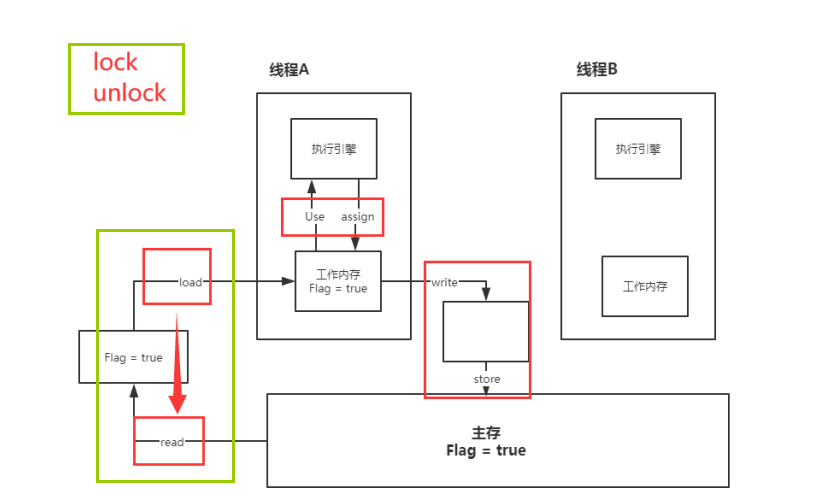 lock
unlock
线程A
线程B
执行引擎
执行引擎
Use
assign
工作内存
Flag = true
工作内存
load
write
Flag = true
store
read
主存
Flag = true